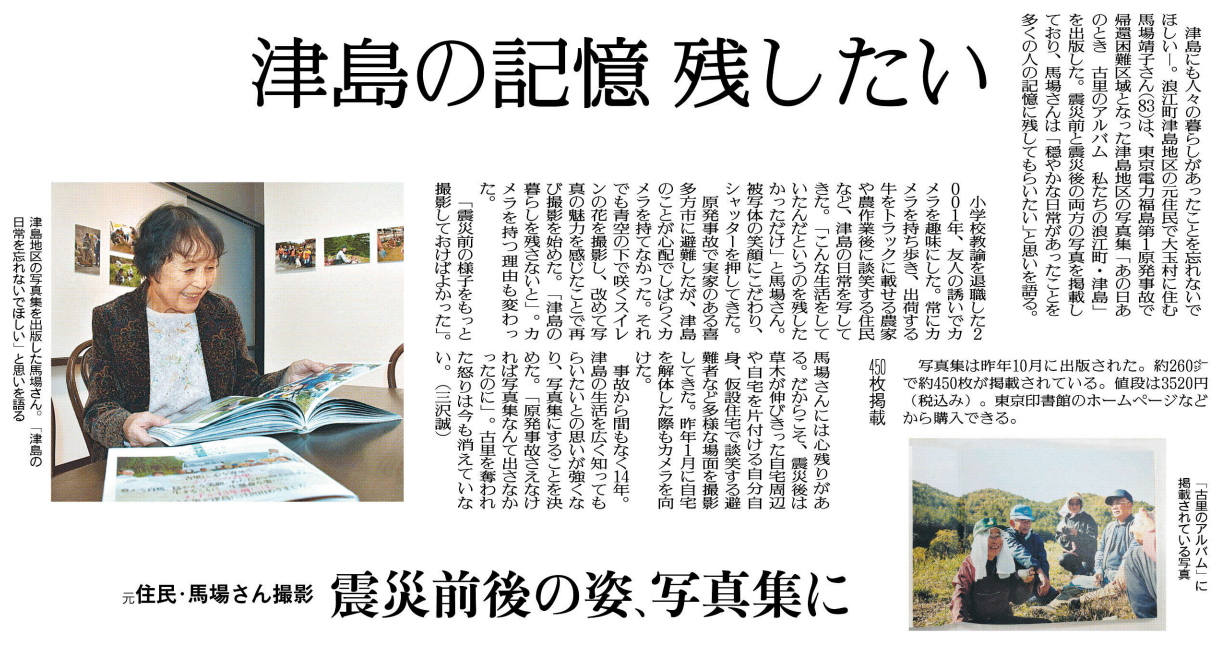 津島の記憶 残したい
元住民・馬場さん撮影
震災前後の姿、写真集に
　津島にも人々の暮らしがあったことを忘れないで
ほしい―。浪江町津島地区の元住民で大玉村に住む
馬場靖子さん(83)は、東京電力福島第1原発事故で
帰還困難区域となった津島地区の写真集「あの日あ
のとき　古里のアルバム　私たちの浪江町・津島」
を出版した。震災前と震災後の両方の写真を掲載し
ており、馬場さんは「穏やかな日常があったことを
多くの人の記憶に残してもらいたい」と思いを語る。
　小学校教諭を退職した2
001年、友人の誘いでカ
メラを趣味にした。常にカ
メラを持ち歩き、出荷する
牛をトラックに載せる農家
や農作業後に談笑する住民
など、津島の日常を写して
きた。「こんな生活をして
いたんだというのを残した
かっただけ」と馬場さん。
被写体の笑顔にこだわり、
シャッターを押してきた。
　原発事故で実家のある喜
多方市に避難したが、津島
のことが心配でしばらくカ
メラを持てなかった。それ
でも青空の下で咲くスイレ
ンの花を撮影し、改めて写
真の魅力を感じたことで再
び撮影を始めた。「津島の
暮らしを残さないと」。カ
メラを持つ理由も変わっ
た。
　「震災前の様子をもっと
撮影しておけばよかった」。
馬場さんには心残りがあ
る。だからこそ、震災後は
草木が伸びきった自宅周辺
や自宅を片付ける自分自
身、仮設住宅で談笑する避
難者など多様な場面を撮影
してきた。昨年1月に自宅
を解体した際もカメラを向
けた。
　事故から間もなく14年。
津島の生活を広く知っても
らいたいとの思いが強くな
り、写真集にすることを決
めた。「原発事故さえなけ
れば写真集なんて出さなか
ったのに」。古里を奪われ
た怒りは今も消えていな
い。（三沢誠）
450枚掲載
　写真集は昨年10月に出版された。約260㌻
で約450枚が掲載されている。値段は3520円
（税込み）。東京印書館のホームページなど
から購入できる。
「古里のアルバム」に
掲載されている写真
津島地区の写真集を出版した馬場さん。「津島の
日常を忘れないでほしい」と思いを語る